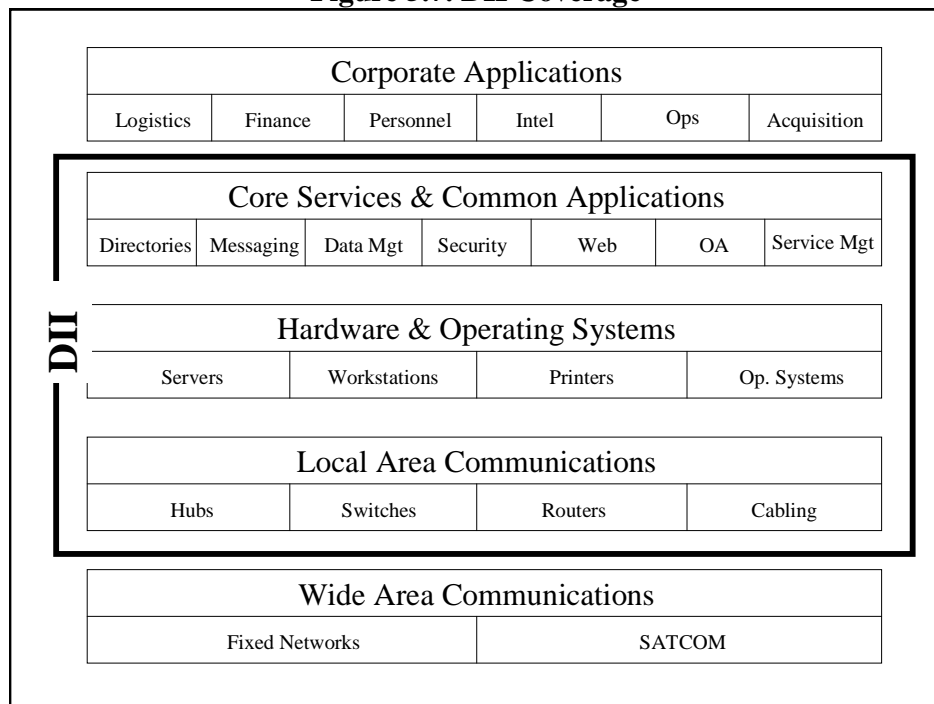 Corporate Applications
Logistics Finance Personnel Intel Ops Acquisition
Core Services & Common Applications
Directories Messaging Data Mgt Security Web OA Service Mgt
DII
Hardware & Operating Systems
Servers Workstations Printers Op. Systems
Local Area Communications
Hubs Switches Routers Cabling
Wide Area Communications
Fixed Networks SATCOM